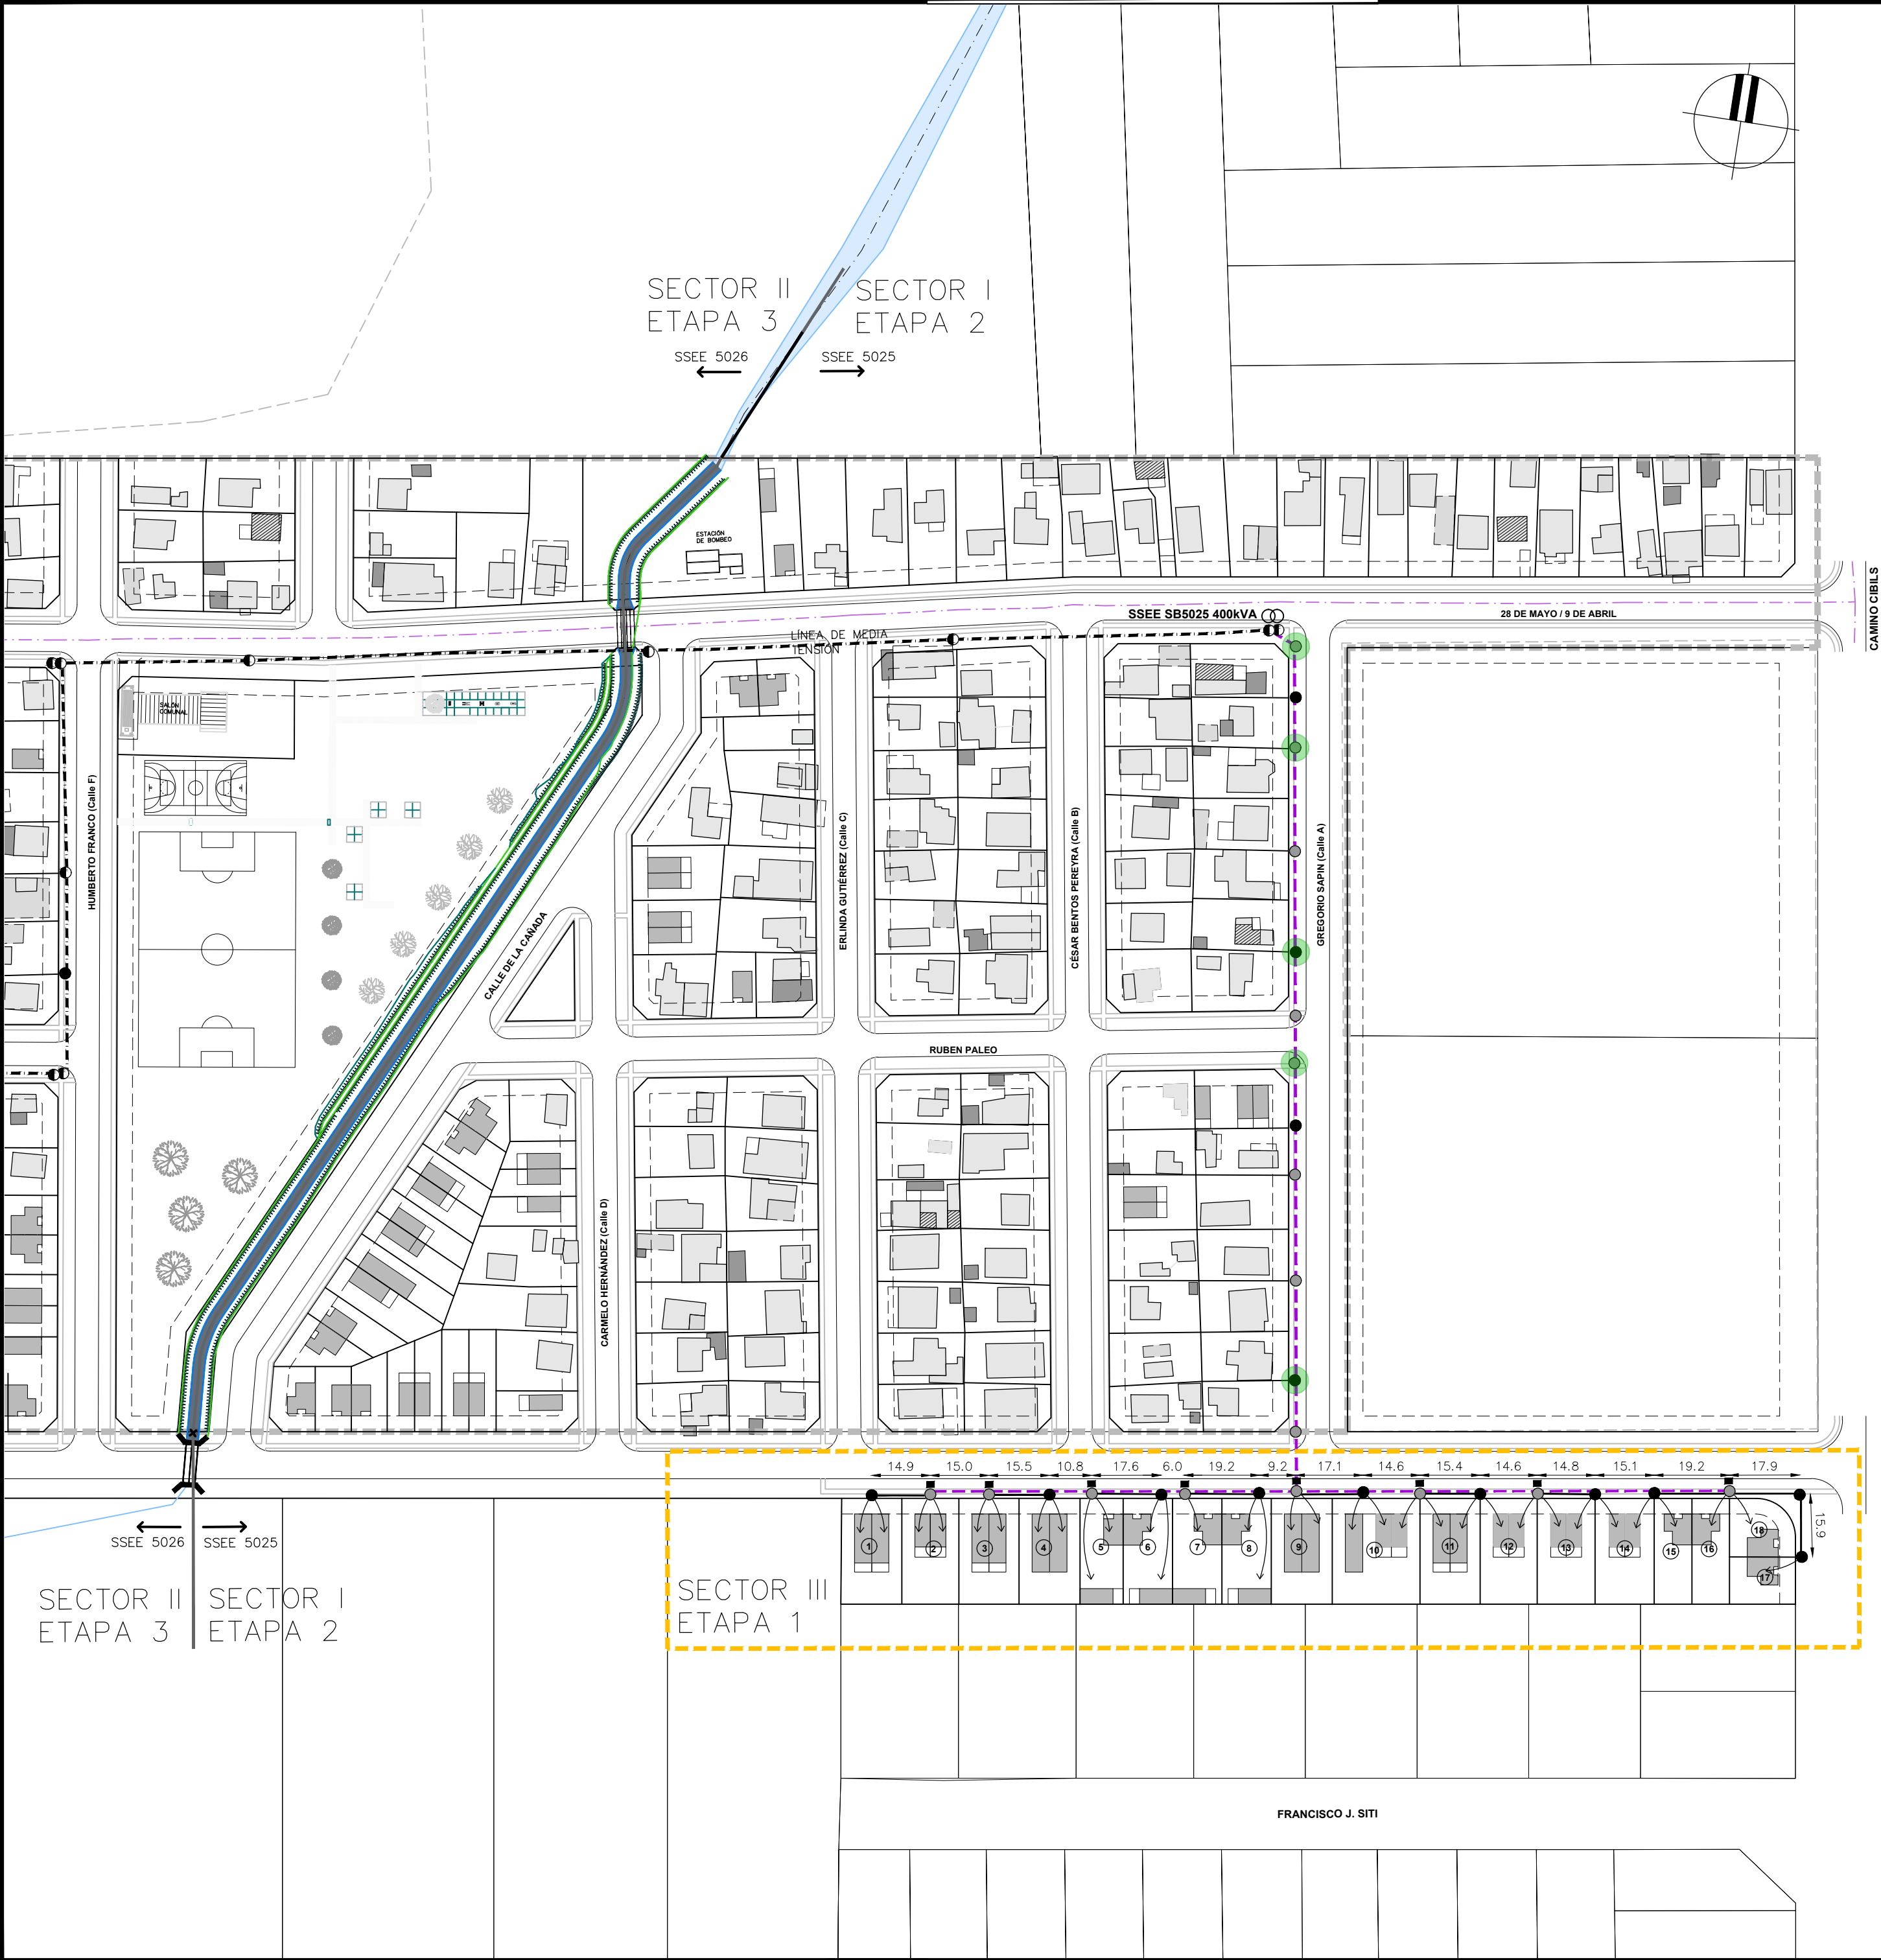 SECTOR II
ETAPA 3
SECTOR I
ETAPA 2
SSEE 5026
SSEE 5025
ESTACIÓN
DE BOMBEO
SSEE SB5025 400kVA
28 DE MAYO / 9 DE ABRIL
CAMINO CIBILS
LÍNEA DE MEDIA
TENSIÓN
SALÓN
COMUNAL
HUMBERTO FRANCO (Calle F)
CALLE DE LA CAÑADA
ERLINDA GUTIÉRREZ (Calle C)
CÉSAR BENTOS PEREYRA (Calle B)
GREGORIO SAPIN (Calle A)
RUBEN PALEO
CARMELO HERNÁNDEZ (Calle D)
14.9 15.0 15.5 10.8 17.6 6.0 19.2 9.2 17.1 14.6 15.4 14.6 14.8 15.1 19.2 17.9
15.9
1 2 3 4 5 6 7 8 9 10 11 12 13 14 15 16 18
17
SSEE 5026
SSEE 5025
SECTOR II
ETAPA 3
SECTOR I
ETAPA 2
SECTOR III
ETAPA 1
FRANCISCO J. SITI